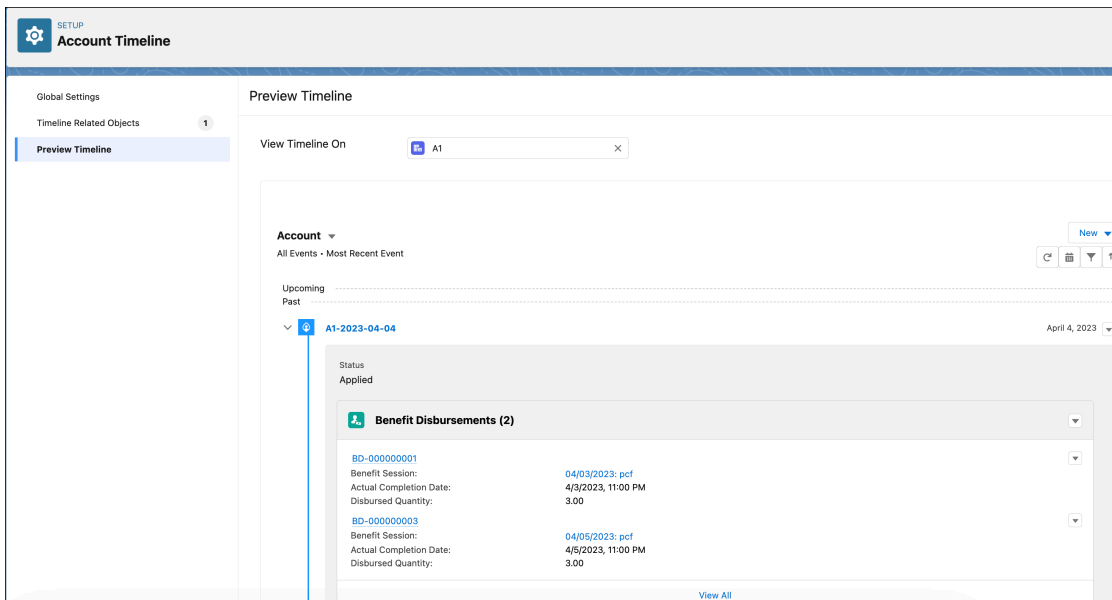 SETUP
Account Timeline
Global Settings
Timeline Related Objects 1
Preview Timeline
Preview Timeline
View Timeline On A1
Account
New
All Events • Most Recent Event
Upcoming
Past
A1-2023-04-04 April 4, 2023
Status
Applied
Benefit Disbursements (2)
BD-000000001
Benefit Session: 04/03/2023: pcf
Actual Completion Date: 4/3/2023, 11:00 PM
Disbursed Quantity: 3.00
BD-000000003
Benefit Session: 04/05/2023: pcf
Actual Completion Date: 4/5/2023, 11:00 PM
Disbursed Quantity: 3.00
View All